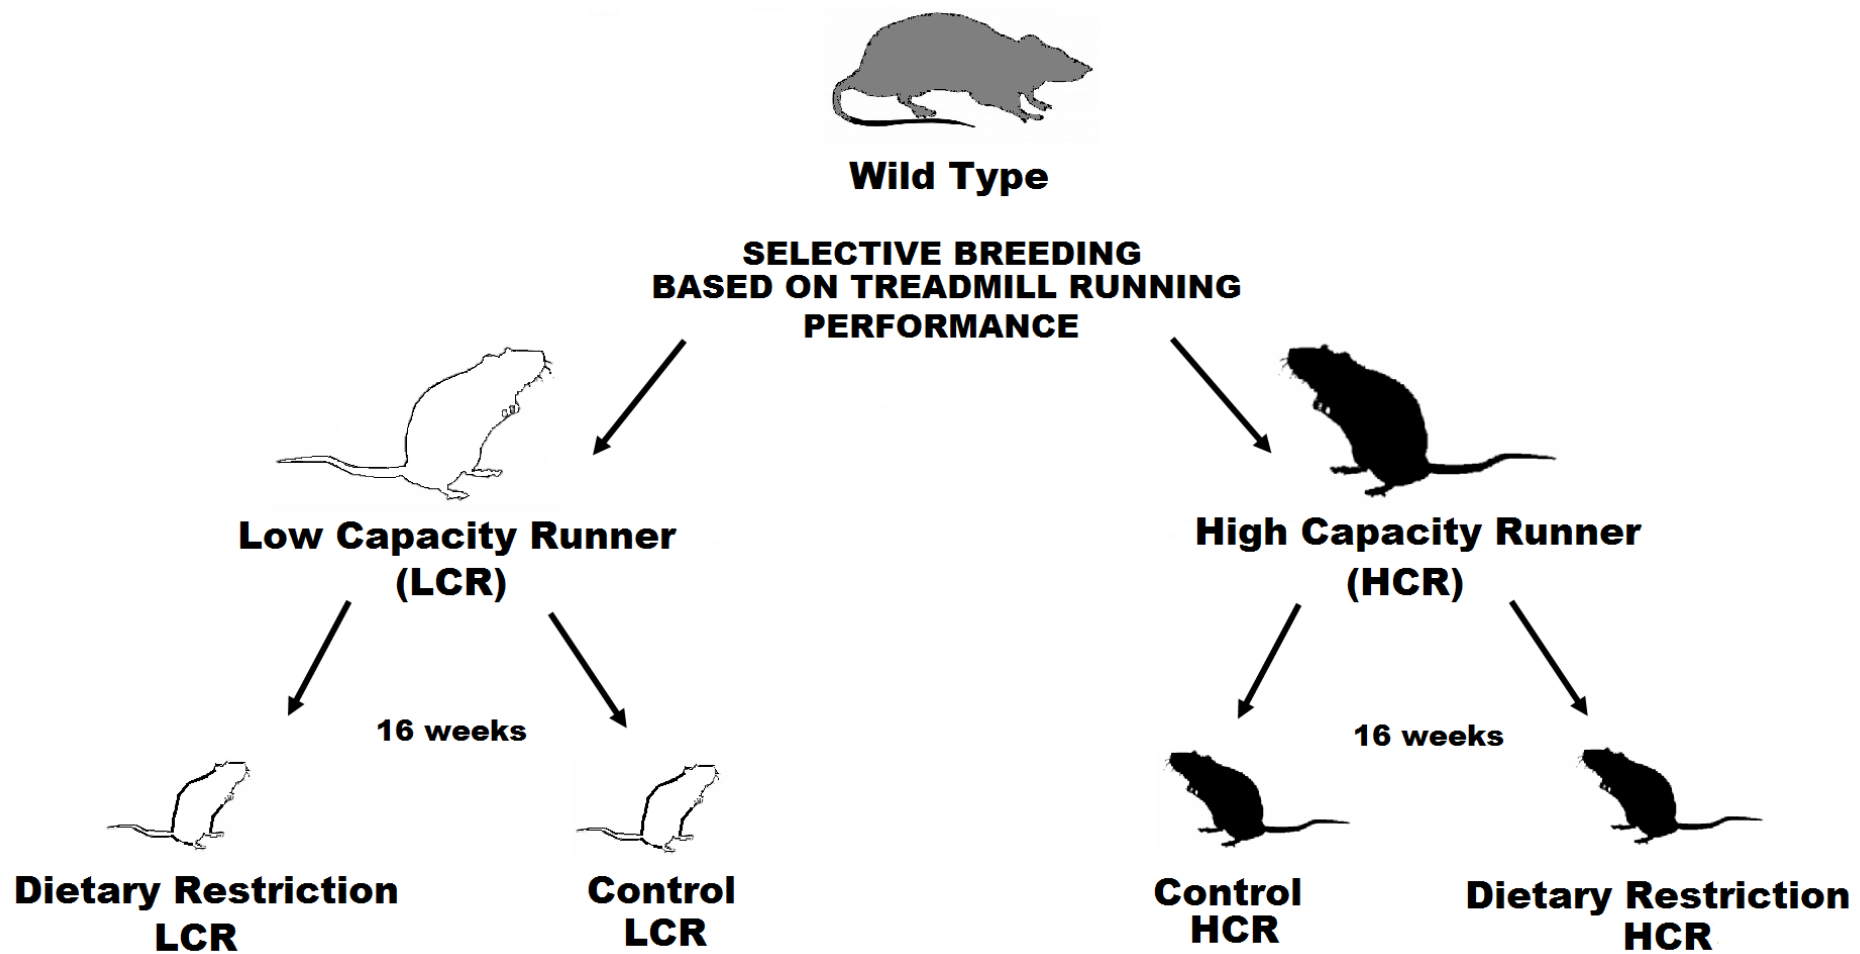 Wild Type
SELECTIVE BREEDING
BASED ON TREADMILL RUNNING
PERFORMANCE
Low Capacity Runner
(LCR)
High Capacity Runner
(HCR)
16 weeks
16 weeks
Dietary Restriction
LCR
Control
LCR
Control
HCR
Dietary Restriction
HCR